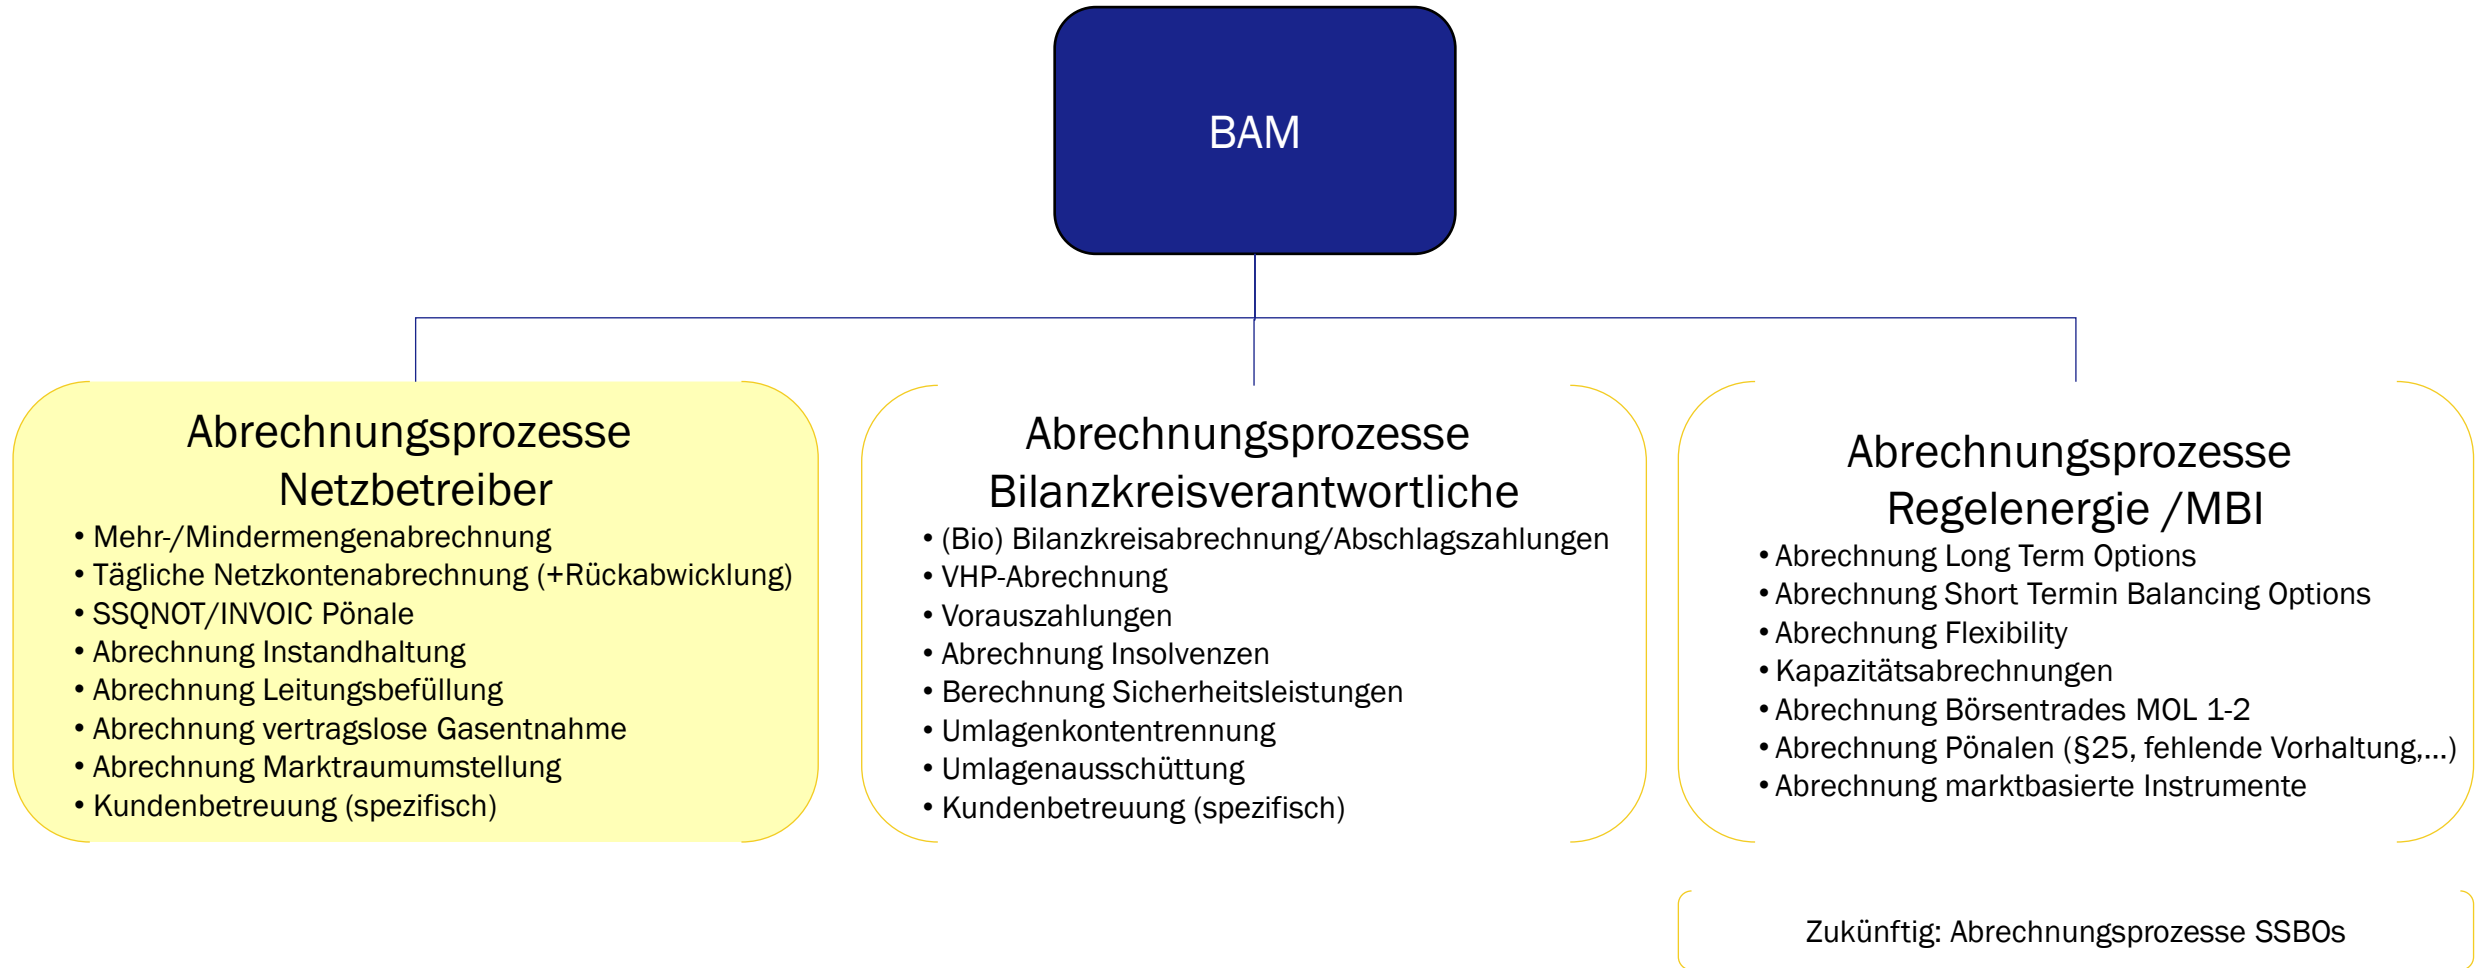 BAM
Abrechnungsprozesse
Netzbetreiber
• Mehr-/Mindermengenabrechnung
• Tägliche Netzkontenabrechnung (+Rückabwicklung)
• SSQNOT/INVOIC Pönale
• Abrechnung Instandhaltung
• Abrechnung Leitungsbefüllung
• Abrechnung vertragslose Gasentnahme
• Abrechnung Marktraumumstellung
• Kundenbetreuung (spezifisch)
Abrechnungsprozesse
Bilanzkreisverantwortliche
• (Bio) Bilanzkreisabrechnung/Abschlagszahlungen
• VHP-Abrechnung
• Vorauszahlungen
• Abrechnung Insolvenzen
• Berechnung Sicherheitsleistungen
• Umlagenkontentrennung
• Umlagenausschüttung
• Kundenbetreuung (spezifisch)
Abrechnungsprozesse
Regelenergie /MBI
• Abrechnung Long Term Options
• Abrechnung Short Termin Balancing Options
• Abrechnung Flexibility
• Kapazitätsabrechnungen
• Abrechnung Börsentrades MOL 1-2
• Abrechnung Pönalen (§25, fehlende Vorhaltung,...)
• Abrechnung marktbasierte Instrumente
Zukünftig: Abrechnungsprozesse SSBOs